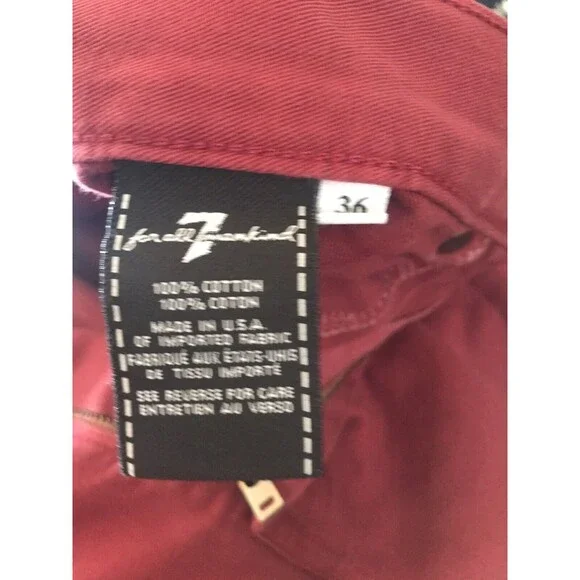 36
7
for all mankind
100% COTTON
100% COTON
MADE IN U.S.A.
OF IMPORTED FABRIC
FABRIQUÉ AUX ÉTATS-UNIS
DE TISSU IMPORTÉ
SEE REVERSE FOR CARE
ENTRETIEN AU VERSO